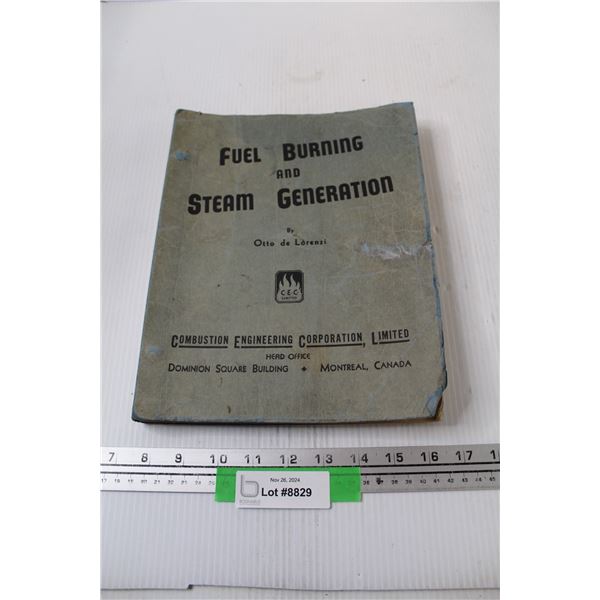 FUEL BURNING
AND
STEAM GENERATION
By
Otto de Lorenzi
C·E·C
LIMITED
COMBUSTION ENGINEERING CORPORATION, LIMITED
HEAD OFFICE
DOMINION SQUARE BUILDING • MONTREAL, CANADA
7 8 9 10 11 12 13 14 15 16 17
Nov 26, 2024
Lot #8829